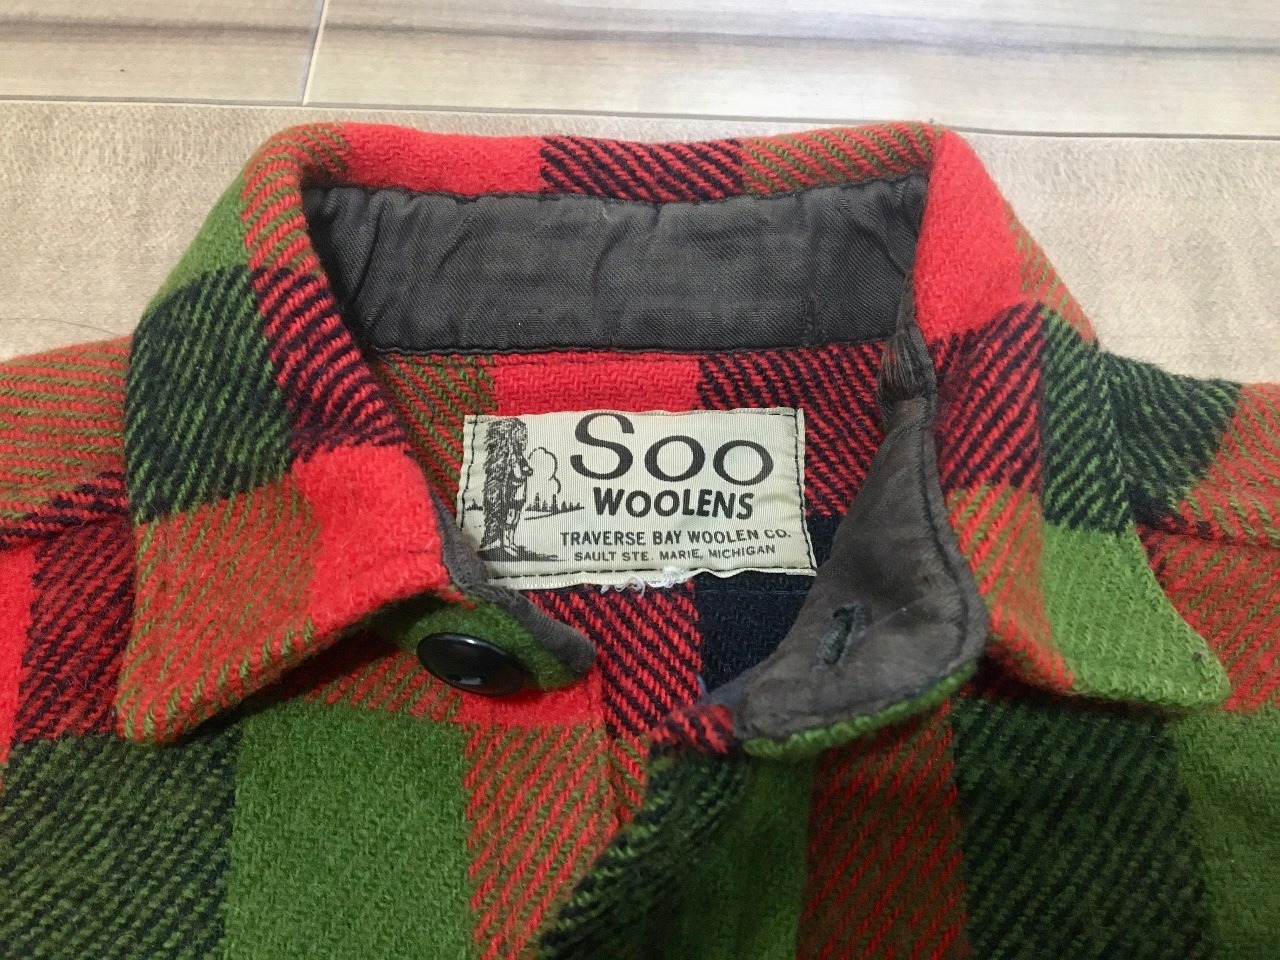 Soo
WOOLENS
TRAVERSE BAY WOOLEN CO.
SAULT STE. MARIE, MICHIGAN